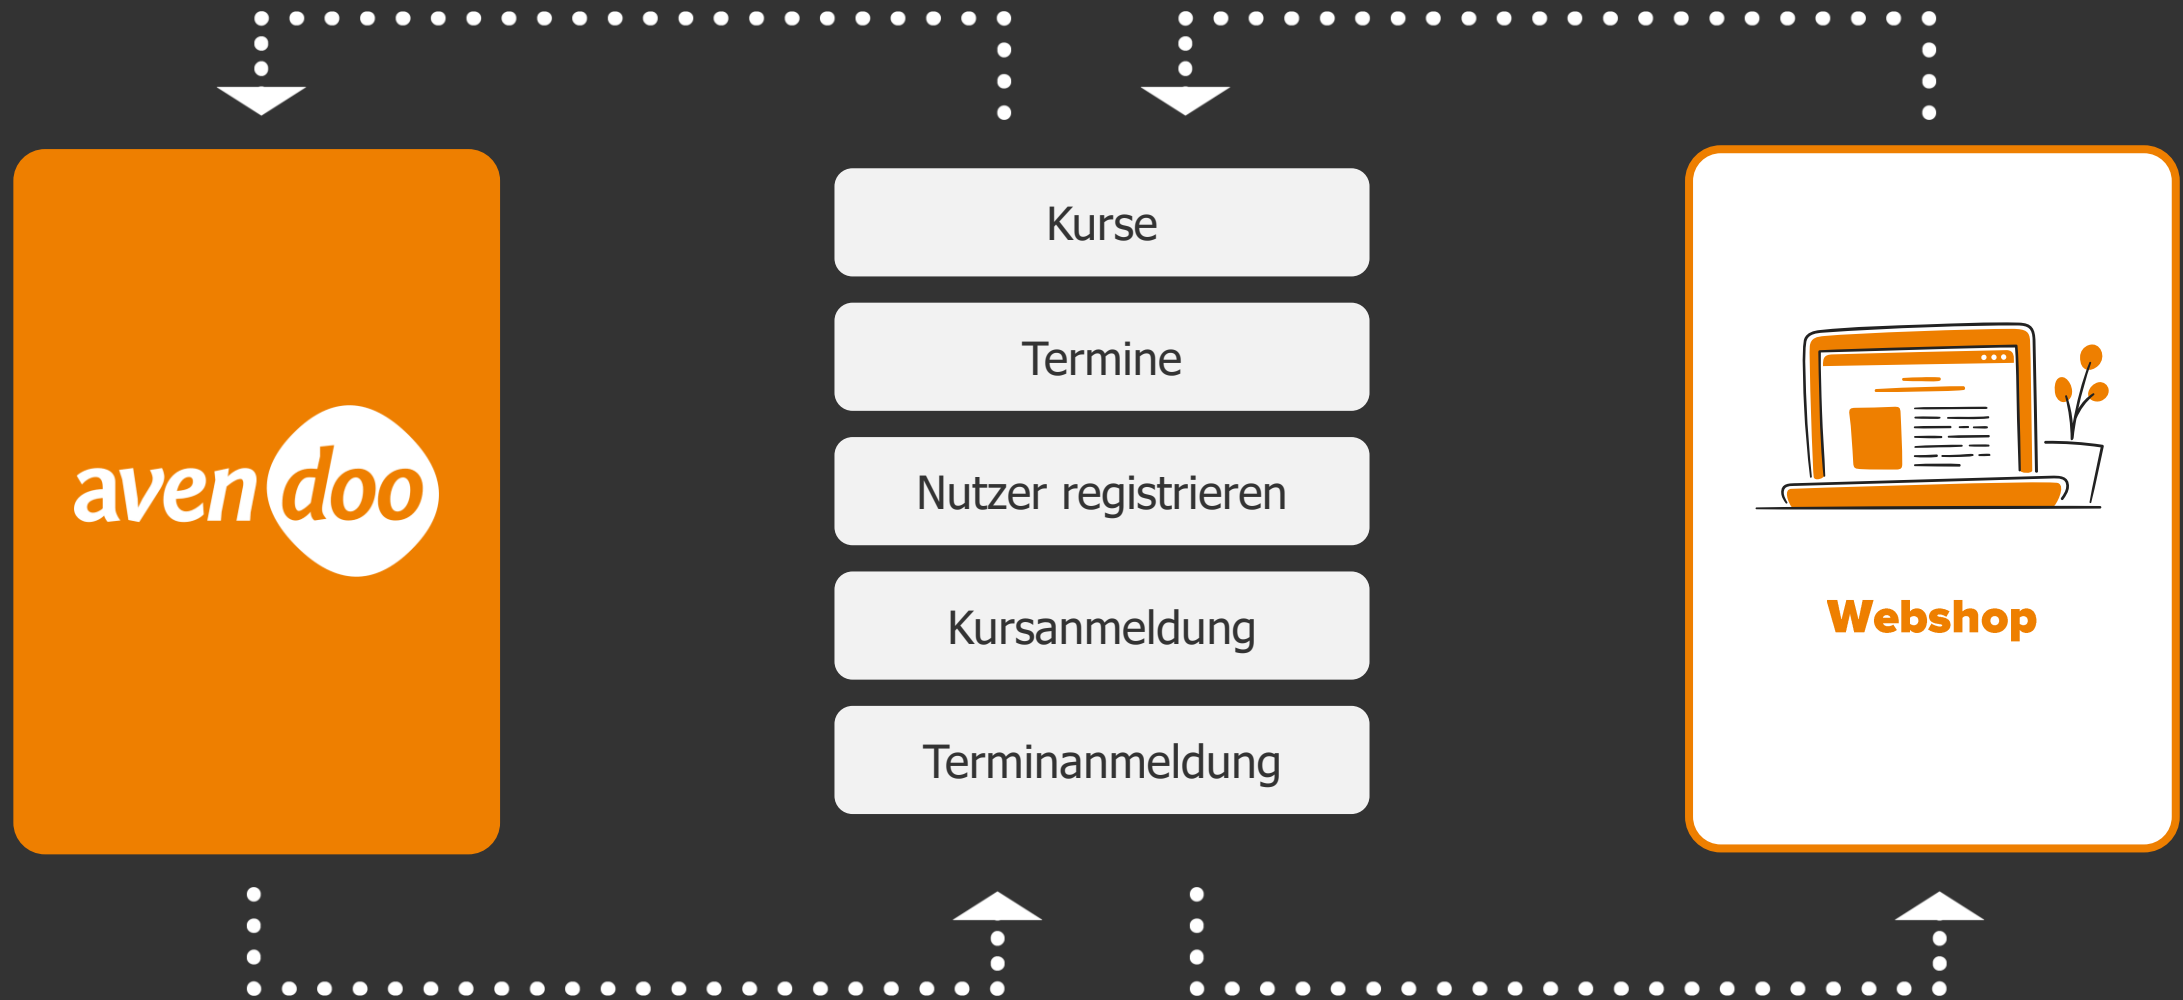 avendoo
Kurse
Termine
Nutzer registrieren
Kursanmeldung
Terminanmeldung
Webshop